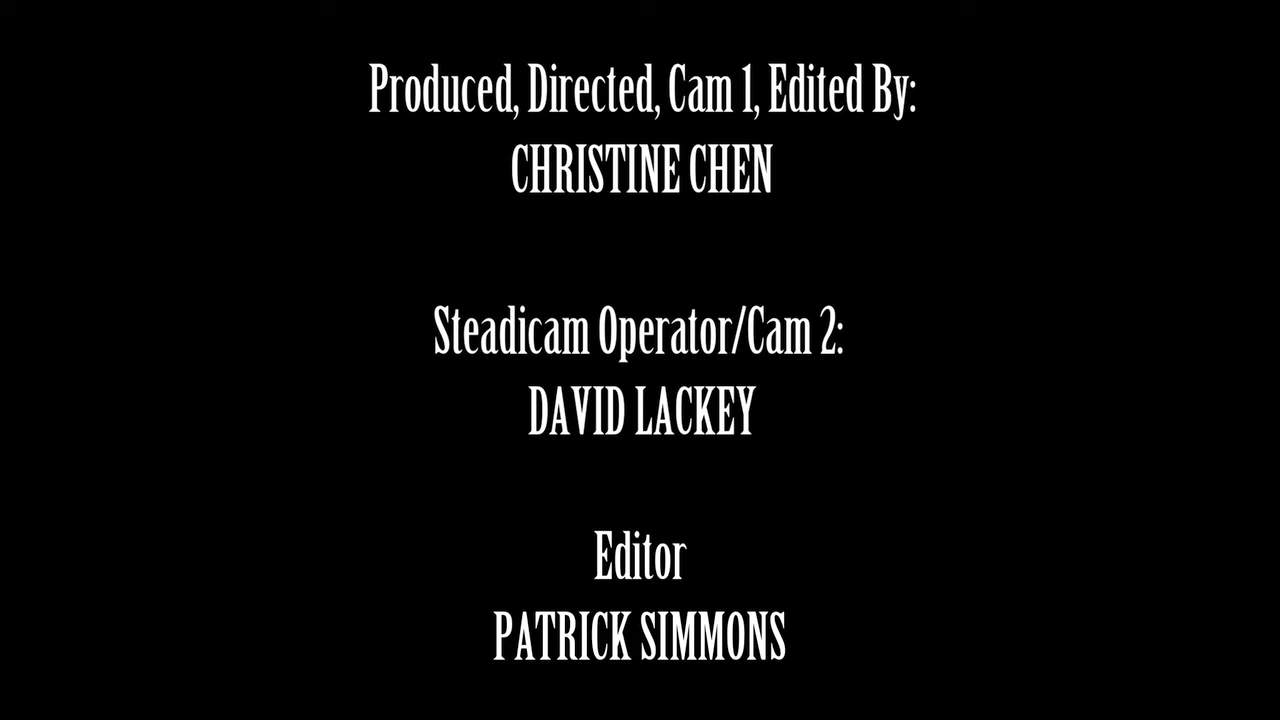 Produced, Directed, Cam 1, Edited By:
CHRISTINE CHEN
Steadicam Operator/Cam 2:
DAVID LACKEY
Editor
PATRICK SIMMONS